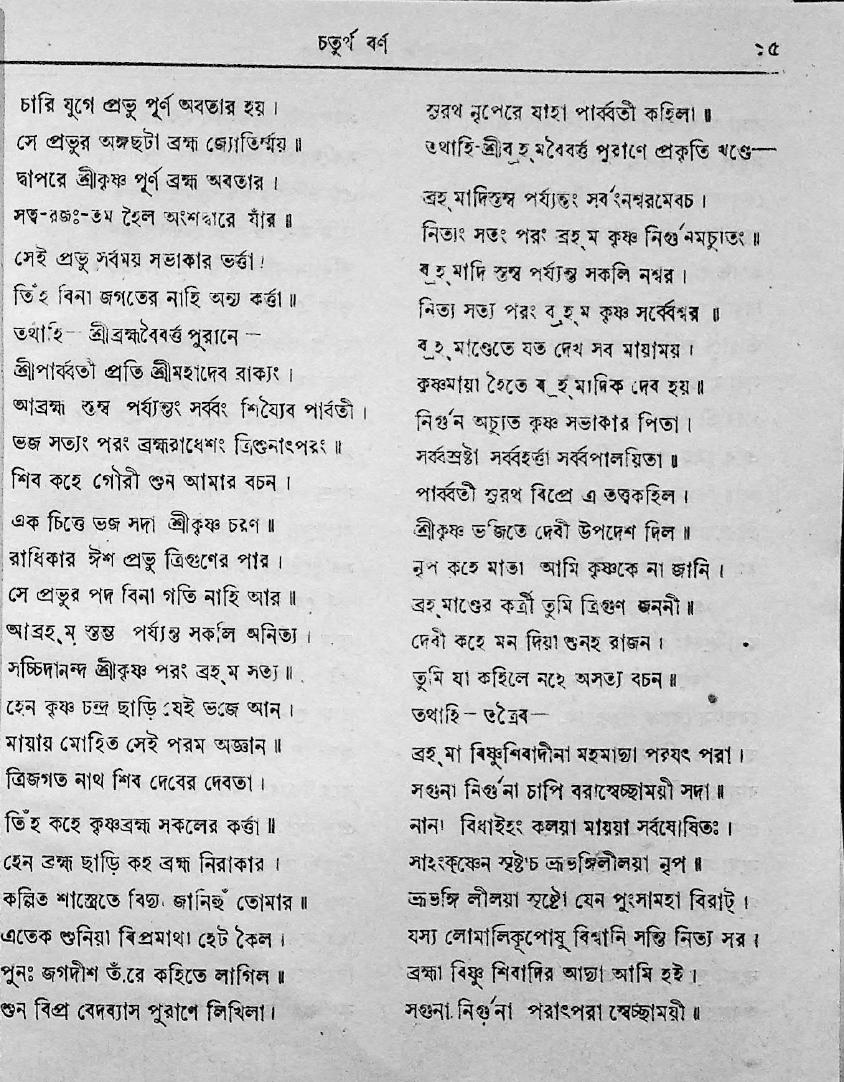 চতুর্থ বর্ণ
চারি যুগে প্রভু পূর্ণ অবতার হয়।
সে প্রভুর অঙ্গছটা ব্রহ্ম জ্যোতির্ম্ময়॥
দ্বাপরে শ্রীকৃষ্ণ পূর্ণ ব্রহ্ম অবতার।
সত্ব-রজঃ-তম হৈল অংশদ্বারে যাঁর॥
সেই প্রভু সর্বময় সভাকার ভর্ত্তা।
তিঁহ বিনা জগতের নাহি অন্য কর্ত্তা॥
তথাহি— শ্রীব্রহ্মবৈবর্ত্ত পুরানে—
শ্রীপার্ব্বতী প্রতি শ্রীমহাদেব বাক্যং।
আব্রহ্ম স্তম্ব পর্য্যন্তং সর্ব্বং মিথ্যৈব পার্বতী।
ভজ সত্যং পরং ব্রহ্মরাধেশং ত্রিগুনাৎপরং॥
শিব কহে গৌরী শুন আমার বচন।
এক চিত্তে ভজ সদা শ্রীকৃষ্ণ চরণ॥
রাধিকার ঈশ প্রভু ত্রিগুণের পার।
সে প্রভুর পদ বিনা গতি নাহি আর॥
আব্রহ্ম স্তম্ভ পর্য্যন্ত সকলি অনিত্য।
সচ্চিদানন্দ শ্রীকৃষ্ণ পরং ব্রহ্ম সত্য॥
হেন কৃষ্ণ চন্দ্র ছাড়ি যেই ভজে আন।
মায়ায় মোহিত সেই পরম অজ্ঞান॥
ত্রিজগত নাথ শিব দেবের দেবতা।
তিঁহ কহে কৃষ্ণব্রহ্ম সকলের কর্ত্তা॥
হেন ব্রহ্ম ছাড়ি কহ ব্রহ্ম নিরাকার।
কল্পিত শাস্ত্রেতে বিদ্যা জানিহুঁ তোমার॥
এতেক শুনিয়া বিপ্রমাথা হেট কৈল।
পুনঃ জগদীশ তাঁরে কহিতে লাগিল॥
শুন বিপ্র বেদব্যাস পুরাণে লিখিলা।
সুরথ নৃপেরে যাহা পার্ব্বতী কহিলা॥
তথাহি-শ্রীব্রহ্মবৈবর্ত্ত পুরাণে প্রকৃতি খণ্ডে—
ব্রহ্মাদিস্তম্ব পর্য্যন্তং সর্বংনশ্বরমেবচ।
নিত্যং সত্যং পরং ব্রহ্ম কৃষ্ণ নির্গুনমচ্যুতং॥
ব্রহ্মাদি স্তম্ব পর্য্যন্ত সকলি নশ্বর।
নিত্য সত্য পরং ব্রহ্ম কৃষ্ণ সর্ব্বেশ্বর॥
ব্রহ্মাণ্ডেতে যত দেখ সব মায়াময়।
কৃষ্ণমায়া হৈতে ব্রহ্মাদিক দেব হয়॥
নির্গুন অচ্যুত কৃষ্ণ সভাকার পিতা।
সর্ব্বস্রষ্টা সর্ব্বহর্ত্তা সর্ব্বপালয়িতা॥
পার্ব্বতী সুরথ বিপ্রে এ তত্ত্বকহিল।
শ্রীকৃষ্ণ ভজিতে দেবী উপদেশ দিল॥
নৃপ কহে মাতা আমি কৃষ্ণকে না জানি।
ব্রহ্মাণ্ডের কর্ত্রী তুমি ত্রিগুণ জননী॥
দেবী কহে মন দিয়া শুনহ রাজন।
তুমি যা কহিলে নহে অসত্য বচন॥
তথাহি— তত্রৈব—
ব্রহ্মা বিষ্ণুশিবাদীনা মহমাদ্যা পরাৎ পরা।
সগুনা নির্গুনা চাপি বরাস্বেচ্ছাময়ী সদা॥
নানা বিধাইহং কলয়া মায়য়া সর্বযোষিতঃ।
সাহংকৃষ্ণেন সৃষ্টাচ ভ্রূভঙ্গিলীলয়া নৃপ॥
ভ্রূভঙ্গি লীলয়া সৃষ্টো যেন পুংসামহা বিরাট্।
যস্য লোমালিকূপেষু বিশ্বানি সন্তি নিত্য সর।
ব্রহ্মা বিষ্ণু শিবাদির আদ্যা আমি হই।
সগুনা নির্গুনা পরাৎপরা স্বেচ্ছাময়ী॥